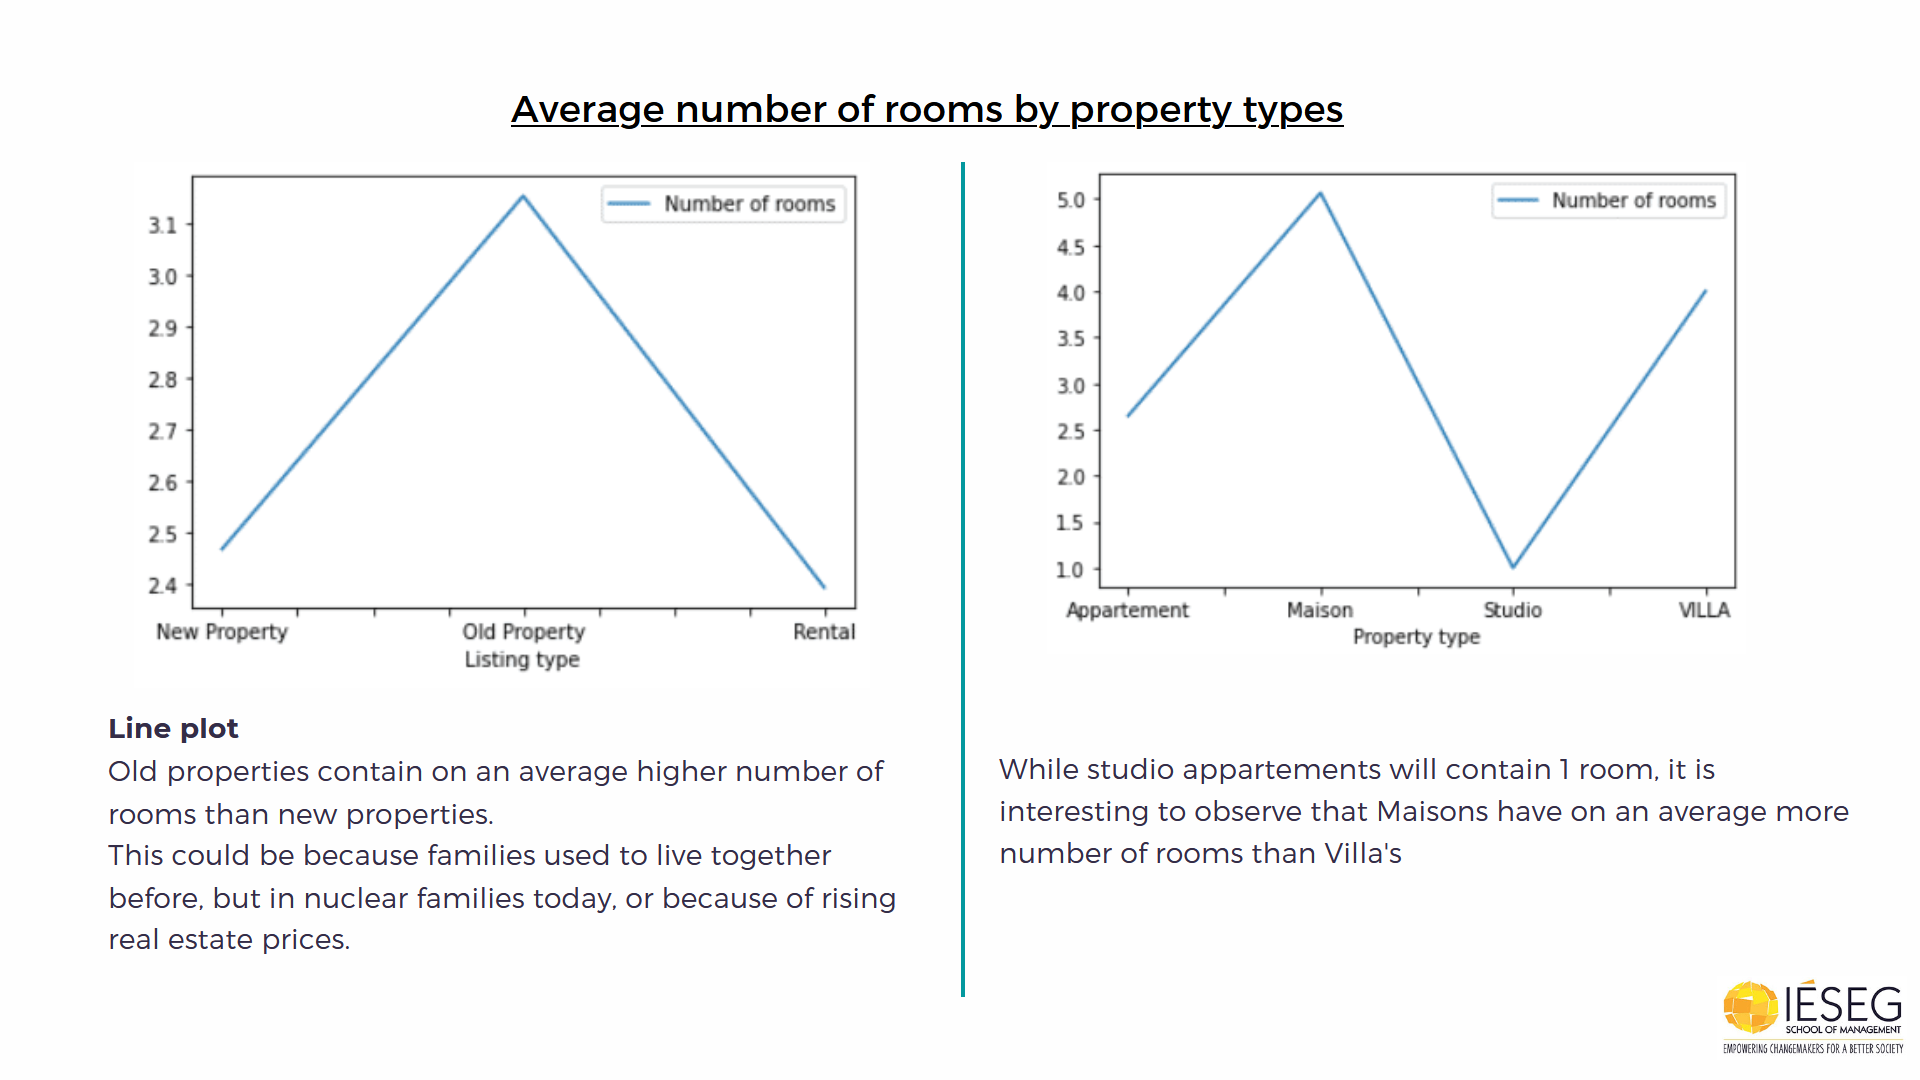 Average number of rooms by property types
Number of rooms
3.1
3.0
2.9
2.8
2.7
2.6
2.5
2.4
New Property Old Property Rental
Listing type
Line plot
Old properties contain on an average higher number of
rooms than new properties.
This could be because families used to live together
before, but in nuclear families today, or because of rising
real estate prices.
Number of rooms
5.0
4.5
4.0
3.5
3.0
2.5
2.0
1.5
1.0
Appartement Maison Studio VILLA
Property type
While studio appartements will contain 1 room, it is
interesting to observe that Maisons have on an average more
number of rooms than Villa's
IÉSEG
SCHOOL OF MANAGEMENT
EMPOWERING CHANGEMAKERS FOR A BETTER SOCIETY